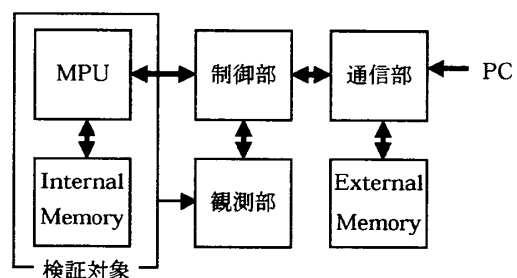 MPU
制御部
通信部
PC
Internal
Memory
観測部
External
Memory
検証対象